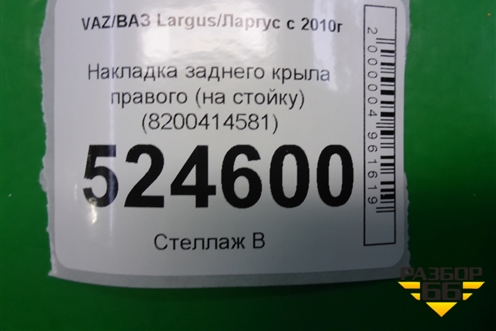 VAZ/ВАЗ Largus/Ларгус с 2010г
Накладка заднего крыла
правого (на стойку)
(8200414581)
524600
Стеллаж В
2000004961619
РАЗБОР
66